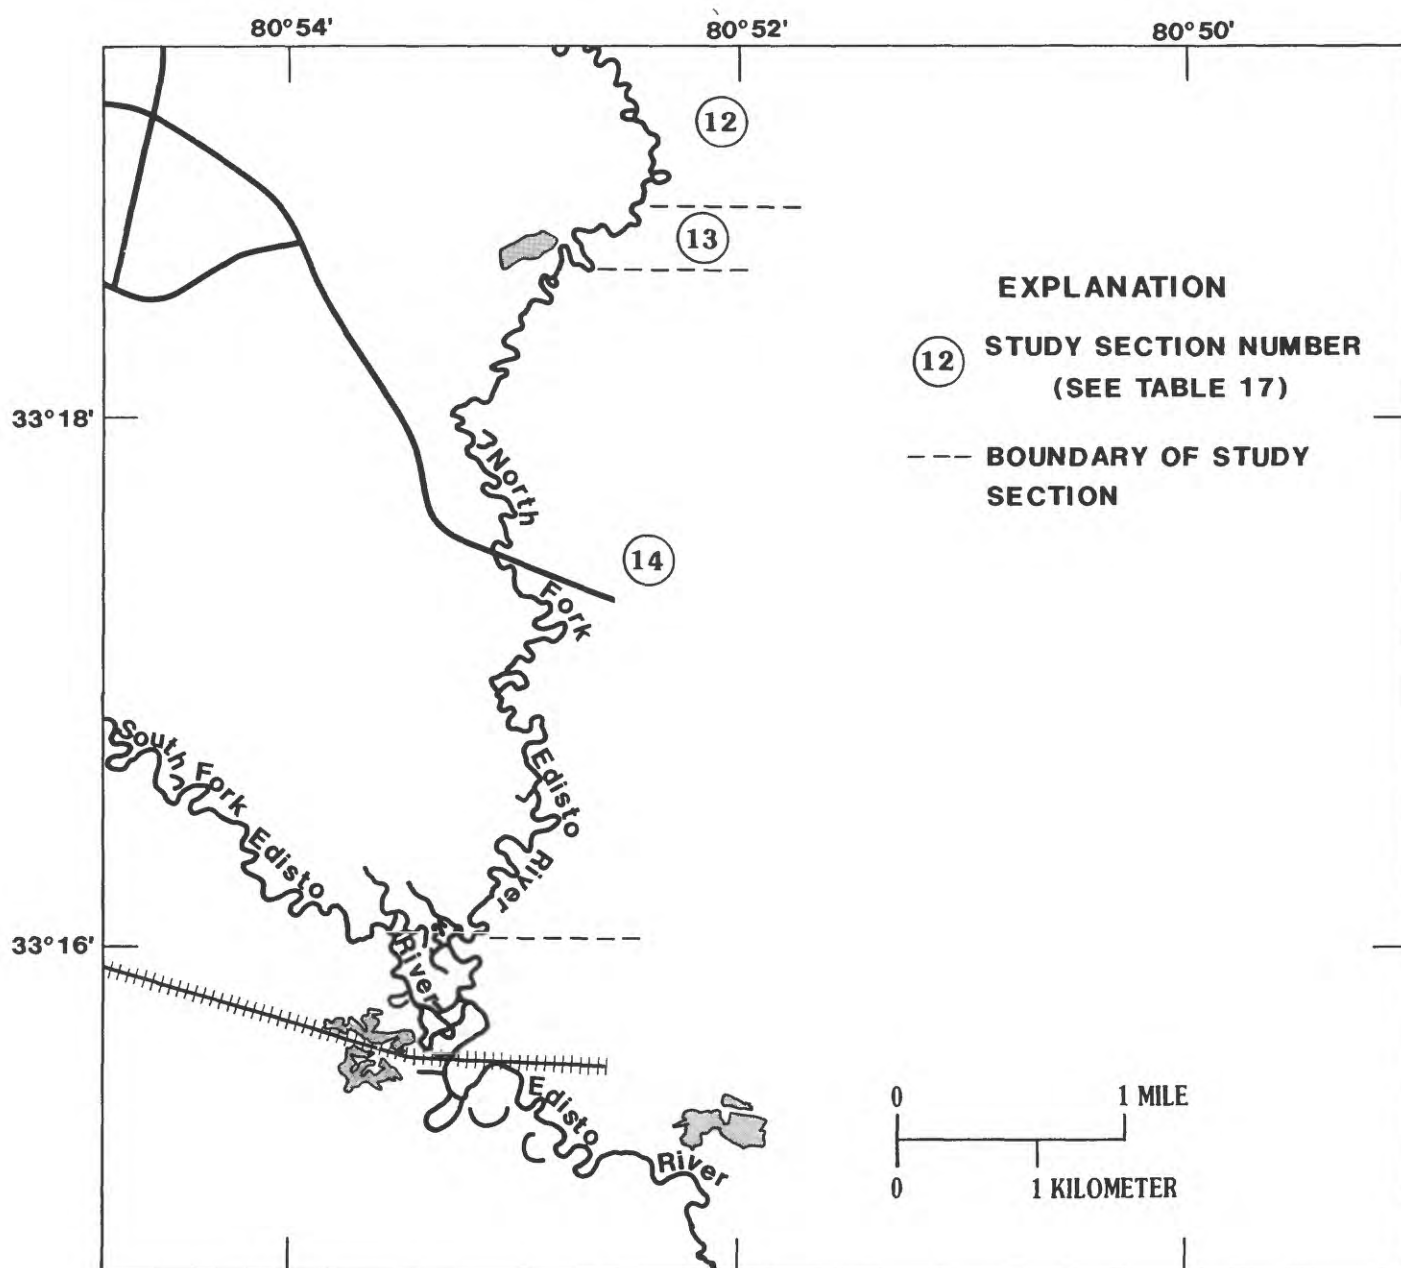 80°54' 80°52' 80°50'
12
13
EXPLANATION
12 STUDY SECTION NUMBER
(SEE TABLE 17)
33°18'
--- BOUNDARY OF STUDY
SECTION
North
14
Fork
South Fork Edisto
Edisto
River
33°16'
River
Edisto
River
0 1 MILE
0 1 KILOMETER